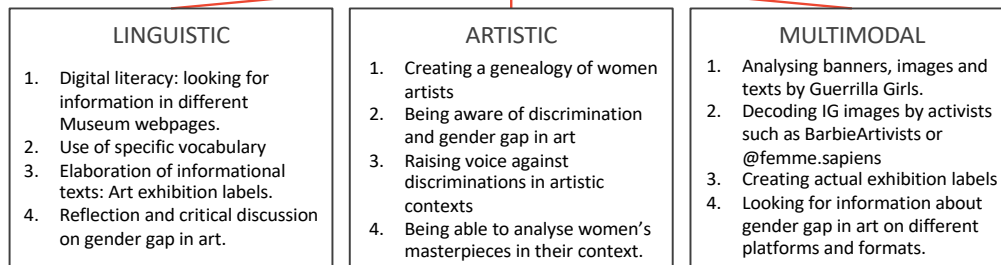 LINGUISTIC
1. Digital literacy: looking for
information in different
Museum webpages.
2. Use of specific vocabulary
3. Elaboration of informational
texts: Art exhibition labels.
4. Reflection and critical discussion
on gender gap in art.
ARTISTIC
1. Creating a genealogy of women
artists
2. Being aware of discrimination
and gender gap in art
3. Raising voice against
discriminations in artistic
contexts
4. Being able to analyse women's
masterpieces in their context.
MULTIMODAL
1. Analysing banners, images and
texts by Guerrilla Girls.
2. Decoding IG images by activists
such as BarbieArtivists or
@femme.sapiens
3. Creating actual exhibition labels
4. Looking for information about
gender gap in art on different
platforms and formats.